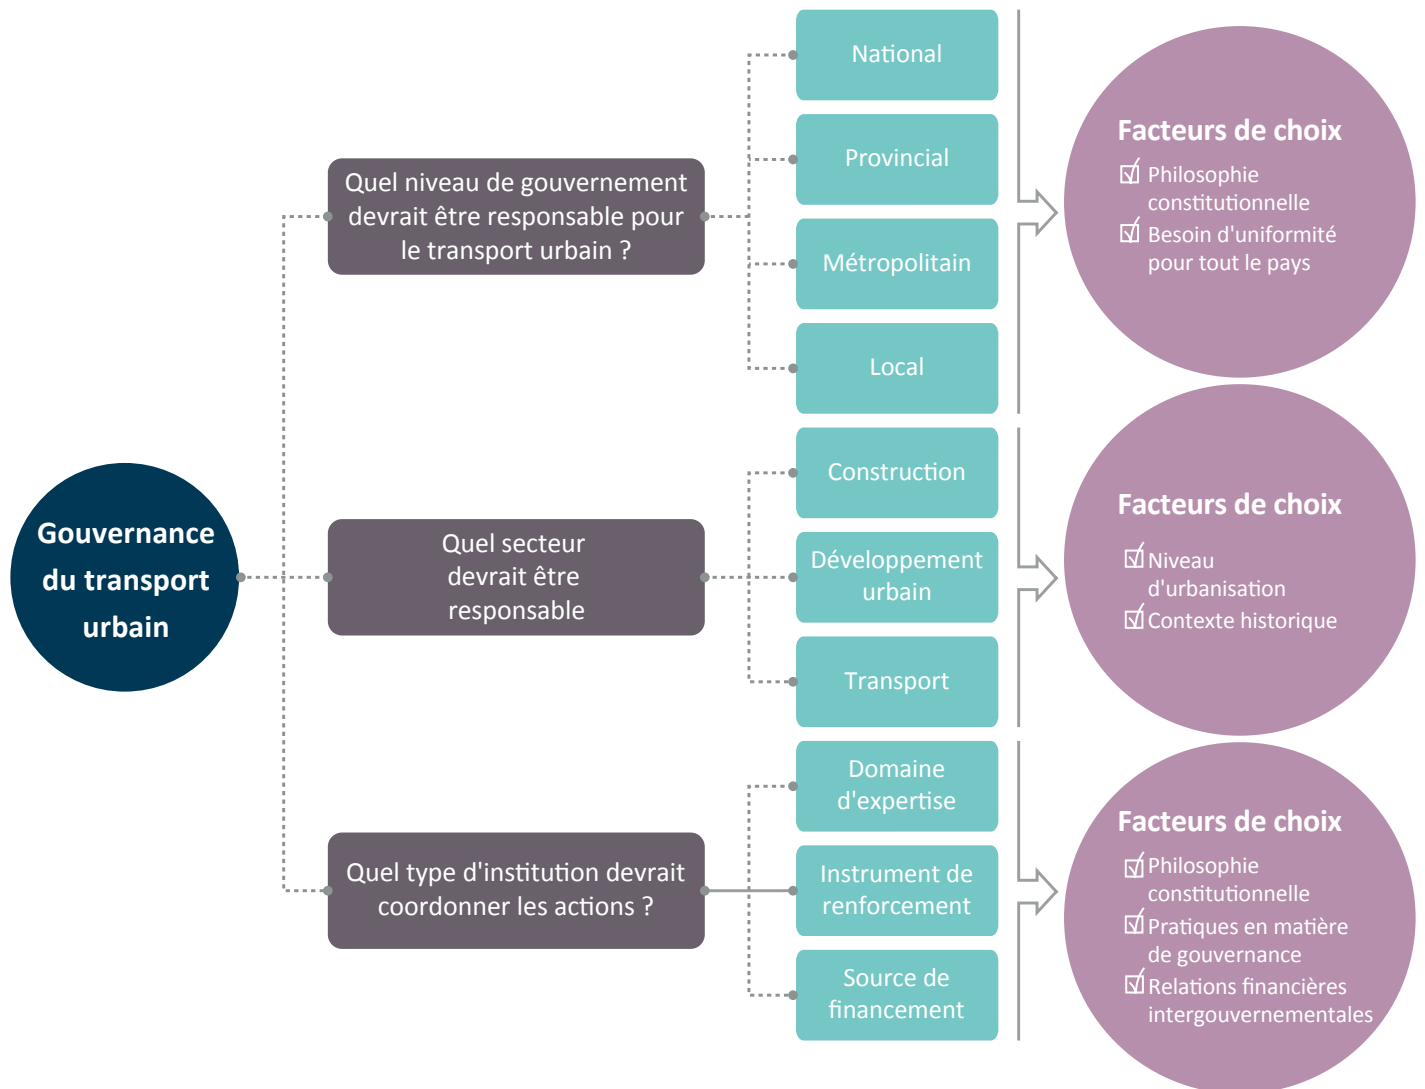 Gouvernance
du transport
urbain
Quel niveau de gouvernement
devrait être responsable pour
le transport urbain ?
National
Provincial
Métropolitain
Local
Facteurs de choix
Philosophie
constitutionnelle
Besoin d'uniformité
pour tout le pays
Quel secteur
devrait être
responsable
Construction
Développement
urbain
Transport
Facteurs de choix
Niveau
d'urbanisation
Contexte historique
Quel type d'institution devrait
coordonner les actions ?
Domaine
d'expertise
Instrument de
renforcement
Source de
financement
Facteurs de choix
Philosophie
constitutionnelle
Pratiques en matière
de gouvernance
Relations financières
intergouvernementales